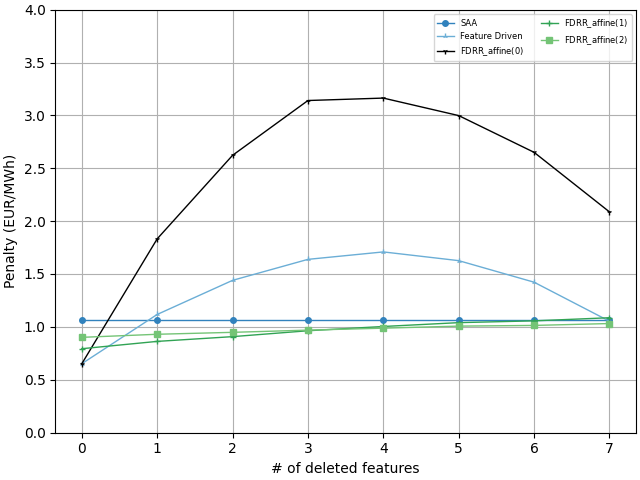 4.0
3.5
3.0
2.5
2.0
1.5
1.0
0.5
0.0
Penalty (EUR/MWh)
SAA
Feature Driven
FDRR_affine(0)
FDRR_affine(1)
FDRR_affine(2)
0 1 2 3 4 5 6 7
# of deleted features